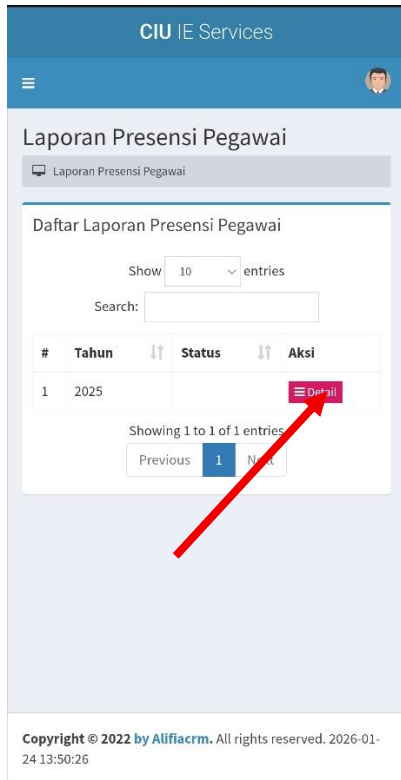 CIU IE Services
Laporan Presensi Pegawai
Laporan Presensi Pegawai
Daftar Laporan Presensi Pegawai
Show 10 entries
Search:
# Tahun Status Aksi
1 2025 Detail
Showing 1 to 1 of 1 entries
Previous 1 Next
Copyright © 2022 by Alifiacrm. All rights reserved. 2026-01-
24 13:50:26